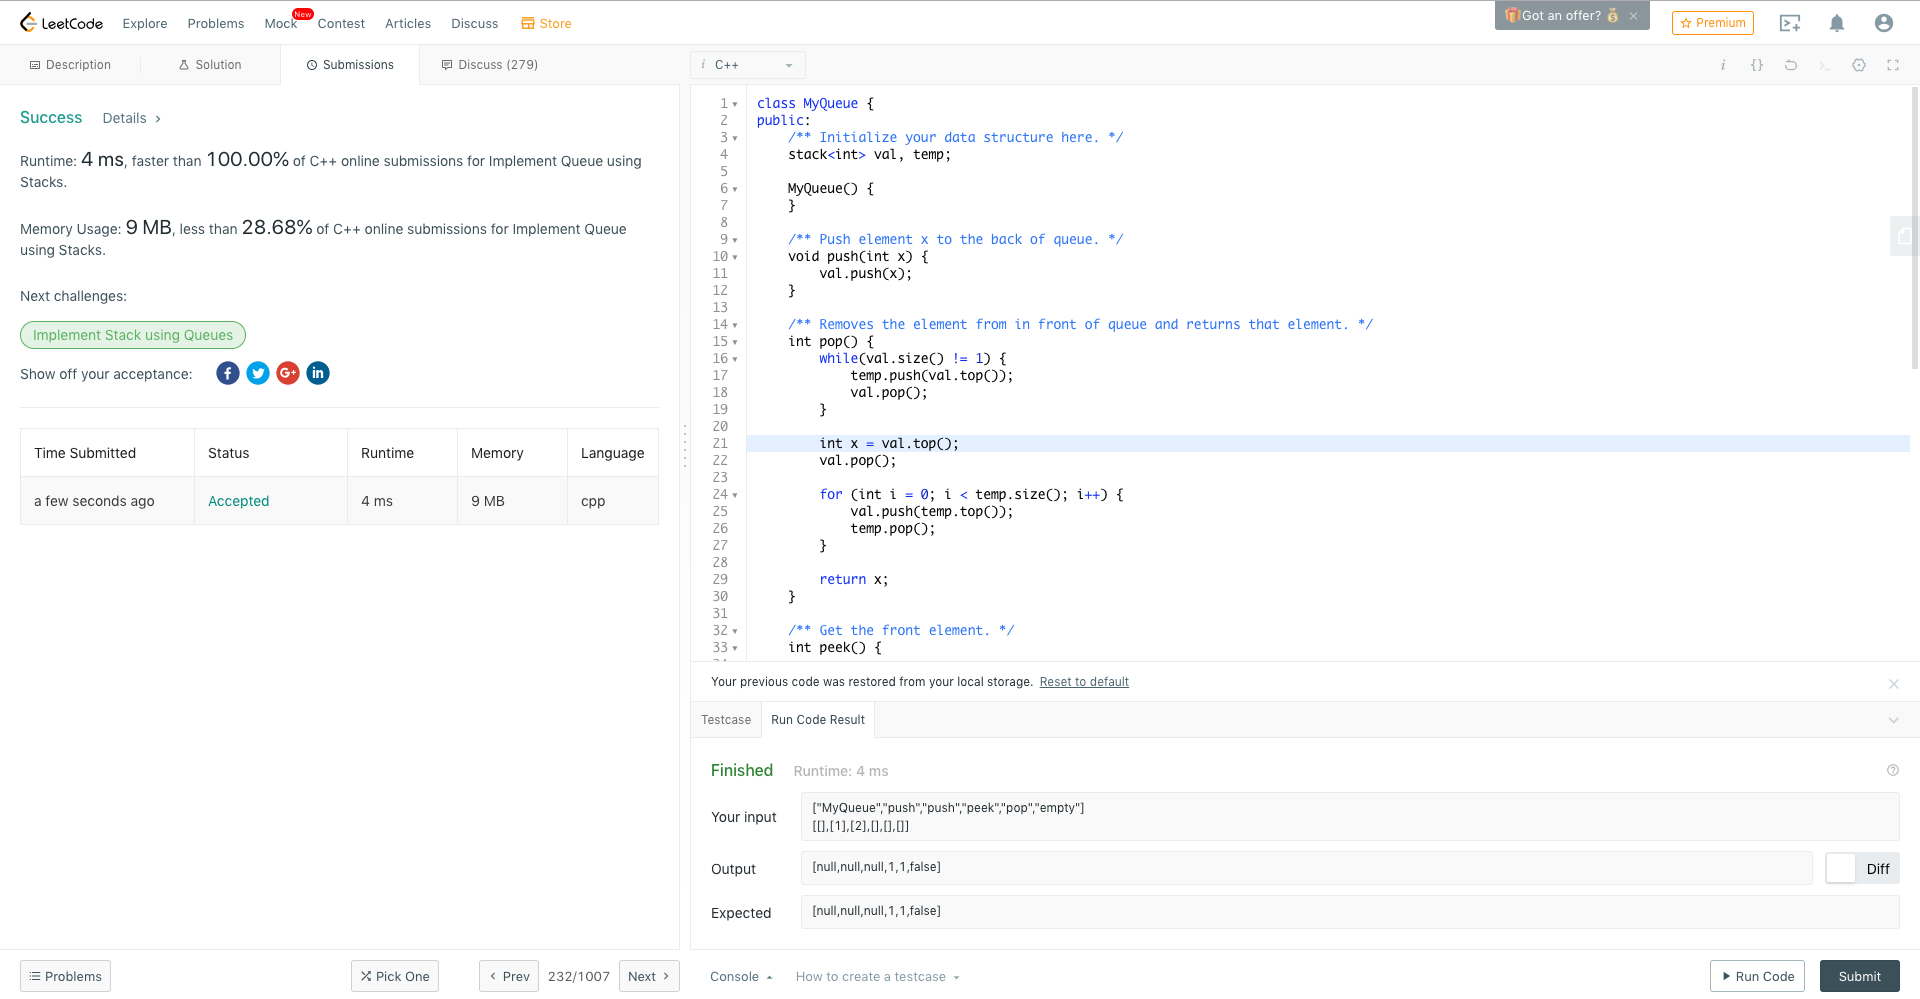 LeetCode Explore Problems Mock New Contest Articles Discuss Store
Got an offer? × Premium
Description Solution Submissions Discuss (279)
i C++
i {}
Success Details ›
Runtime: 4 ms, faster than 100.00% of C++ online submissions for Implement Queue using
Stacks.
Memory Usage: 9 MB, less than 28.68% of C++ online submissions for Implement Queue
using Stacks.
Next challenges:
Implement Stack using Queues
Show off your acceptance: f G+ in
Time Submitted Status Runtime Memory Language
a few seconds ago Accepted 4 ms 9 MB cpp
1 class MyQueue {
2 public:
3 /** Initialize your data structure here. */
4 stack<int> val, temp;
5
6 MyQueue() {
7 }
8
9 /** Push element x to the back of queue. */
10 void push(int x) {
11 val.push(x);
12 }
13
14 /** Removes the element from in front of queue and returns that element. */
15 int pop() {
16 while(val.size() != 1) {
17 temp.push(val.top());
18 val.pop();
19 }
20
21 int x = val.top();
22 val.pop();
23
24 for (int i = 0; i < temp.size(); i++) {
25 val.push(temp.top());
26 temp.pop();
27 }
28
29 return x;
30 }
31
32 /** Get the front element. */
33 int peek() {
Your previous code was restored from your local storage. Reset to default
Testcase Run Code Result
Finished Runtime: 4 ms
Your input
["MyQueue","push","push","peek","pop","empty"]
[[],[1],[2],[],[],[]]
Output [null,null,null,1,1,false] Diff
Expected [null,null,null,1,1,false]
Problems Pick One ‹ Prev 232/1007 Next ›
Console How to create a testcase Run Code Submit